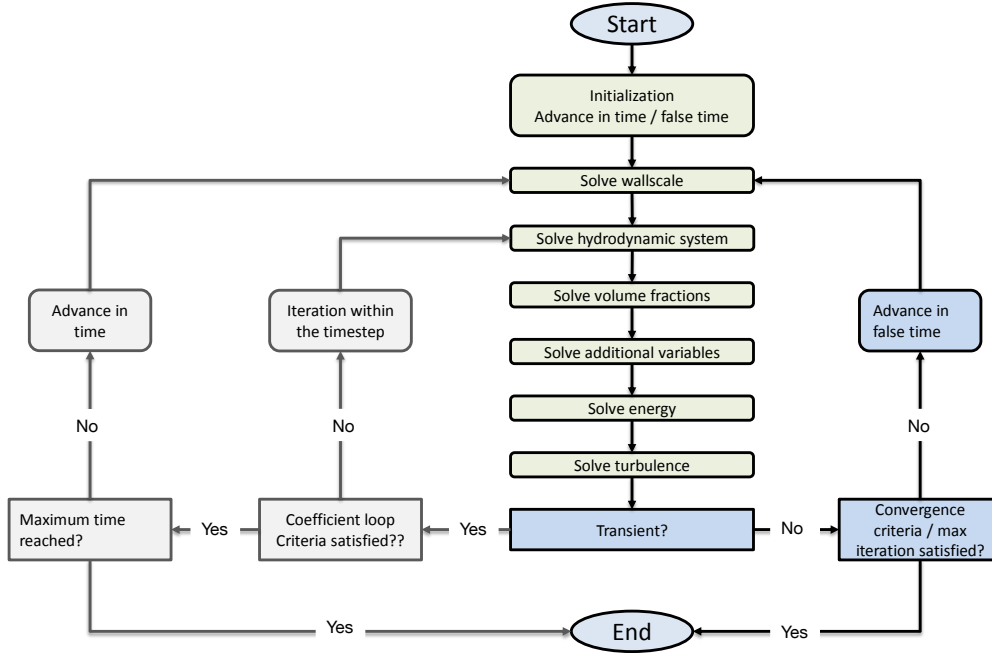 Start
Initialization
Advance in time / false time
Solve wallscale
Solve hydrodynamic system
Solve volume fractions
Solve additional variables
Solve energy
Solve turbulence
Advance in
time
Iteration within
the timestep
Advance in
false time
No
No
No
Maximum time
reached?
Yes
Coefficient loop
Criteria satisfied??
Yes
Transient?
No
Convergence
criteria / max
iteration satisfied?
Yes
End
Yes